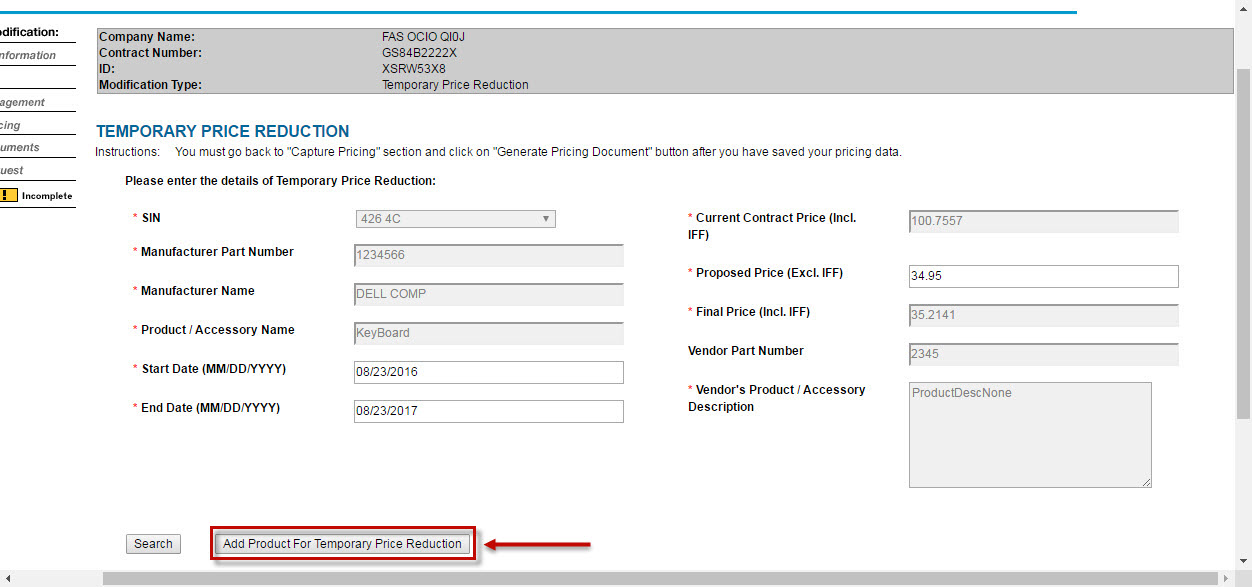 odification:
nformation
agement
cing
uments
uest
! Incomplete
Company Name: FAS OCIO QI0J
Contract Number: GS84B2222X
ID: XSRW53X8
Modification Type: Temporary Price Reduction
TEMPORARY PRICE REDUCTION
Instructions: You must go back to "Capture Pricing" section and click on "Generate Pricing Document" button after you have saved your pricing data.
Please enter the details of Temporary Price Reduction:
* SIN 426 4C
* Manufacturer Part Number 1234566
* Manufacturer Name DELL COMP
* Product / Accessory Name KeyBoard
* Start Date (MM/DD/YYYY) 08/23/2016
* End Date (MM/DD/YYYY) 08/23/2017
* Current Contract Price (Incl. 100.7557
IFF)
* Proposed Price (Excl. IFF) 34.95
* Final Price (Incl. IFF) 35.2141
Vendor Part Number 2345
* Vendor's Product / Accessory ProductDescNone
Description
Search Add Product For Temporary Price Reduction